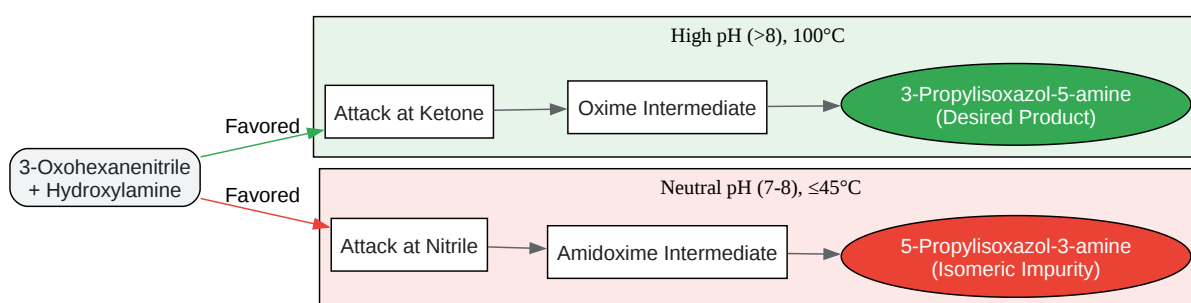 High pH (>8), 100°C
Favored
Attack at Ketone
Oxime Intermediate
3-Propylisoxazol-5-amine
(Desired Product)
3-Oxohexanenitrile
+ Hydroxylamine
Favored
Neutral pH (7-8), ≤45°C
Attack at Nitrile
Amidoxime Intermediate
5-Propylisoxazol-3-amine
(Isomeric Impurity)